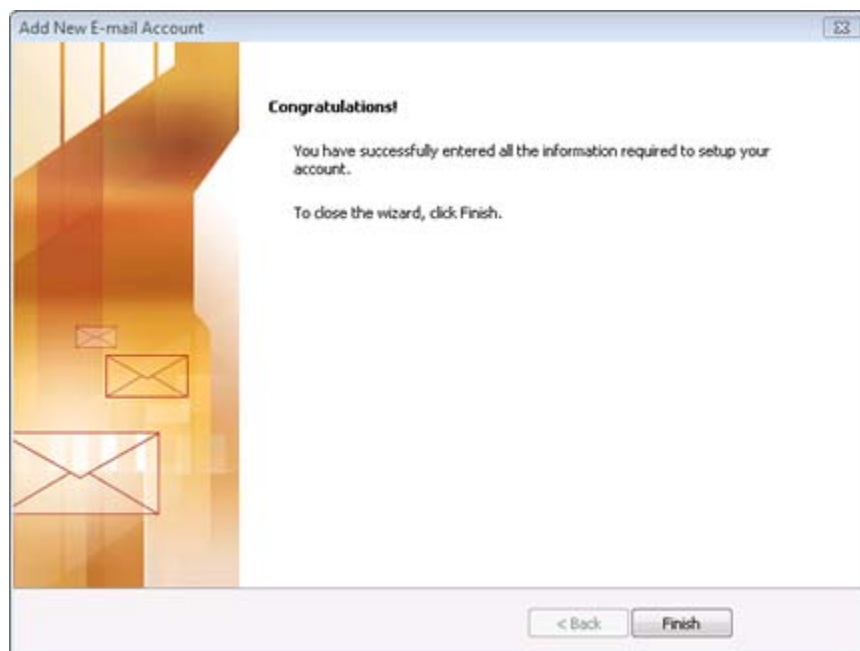 Add New E-mail Account
Congratulations!
You have successfully entered all the information required to setup your
account.
To close the wizard, click Finish.
< Back
Finish